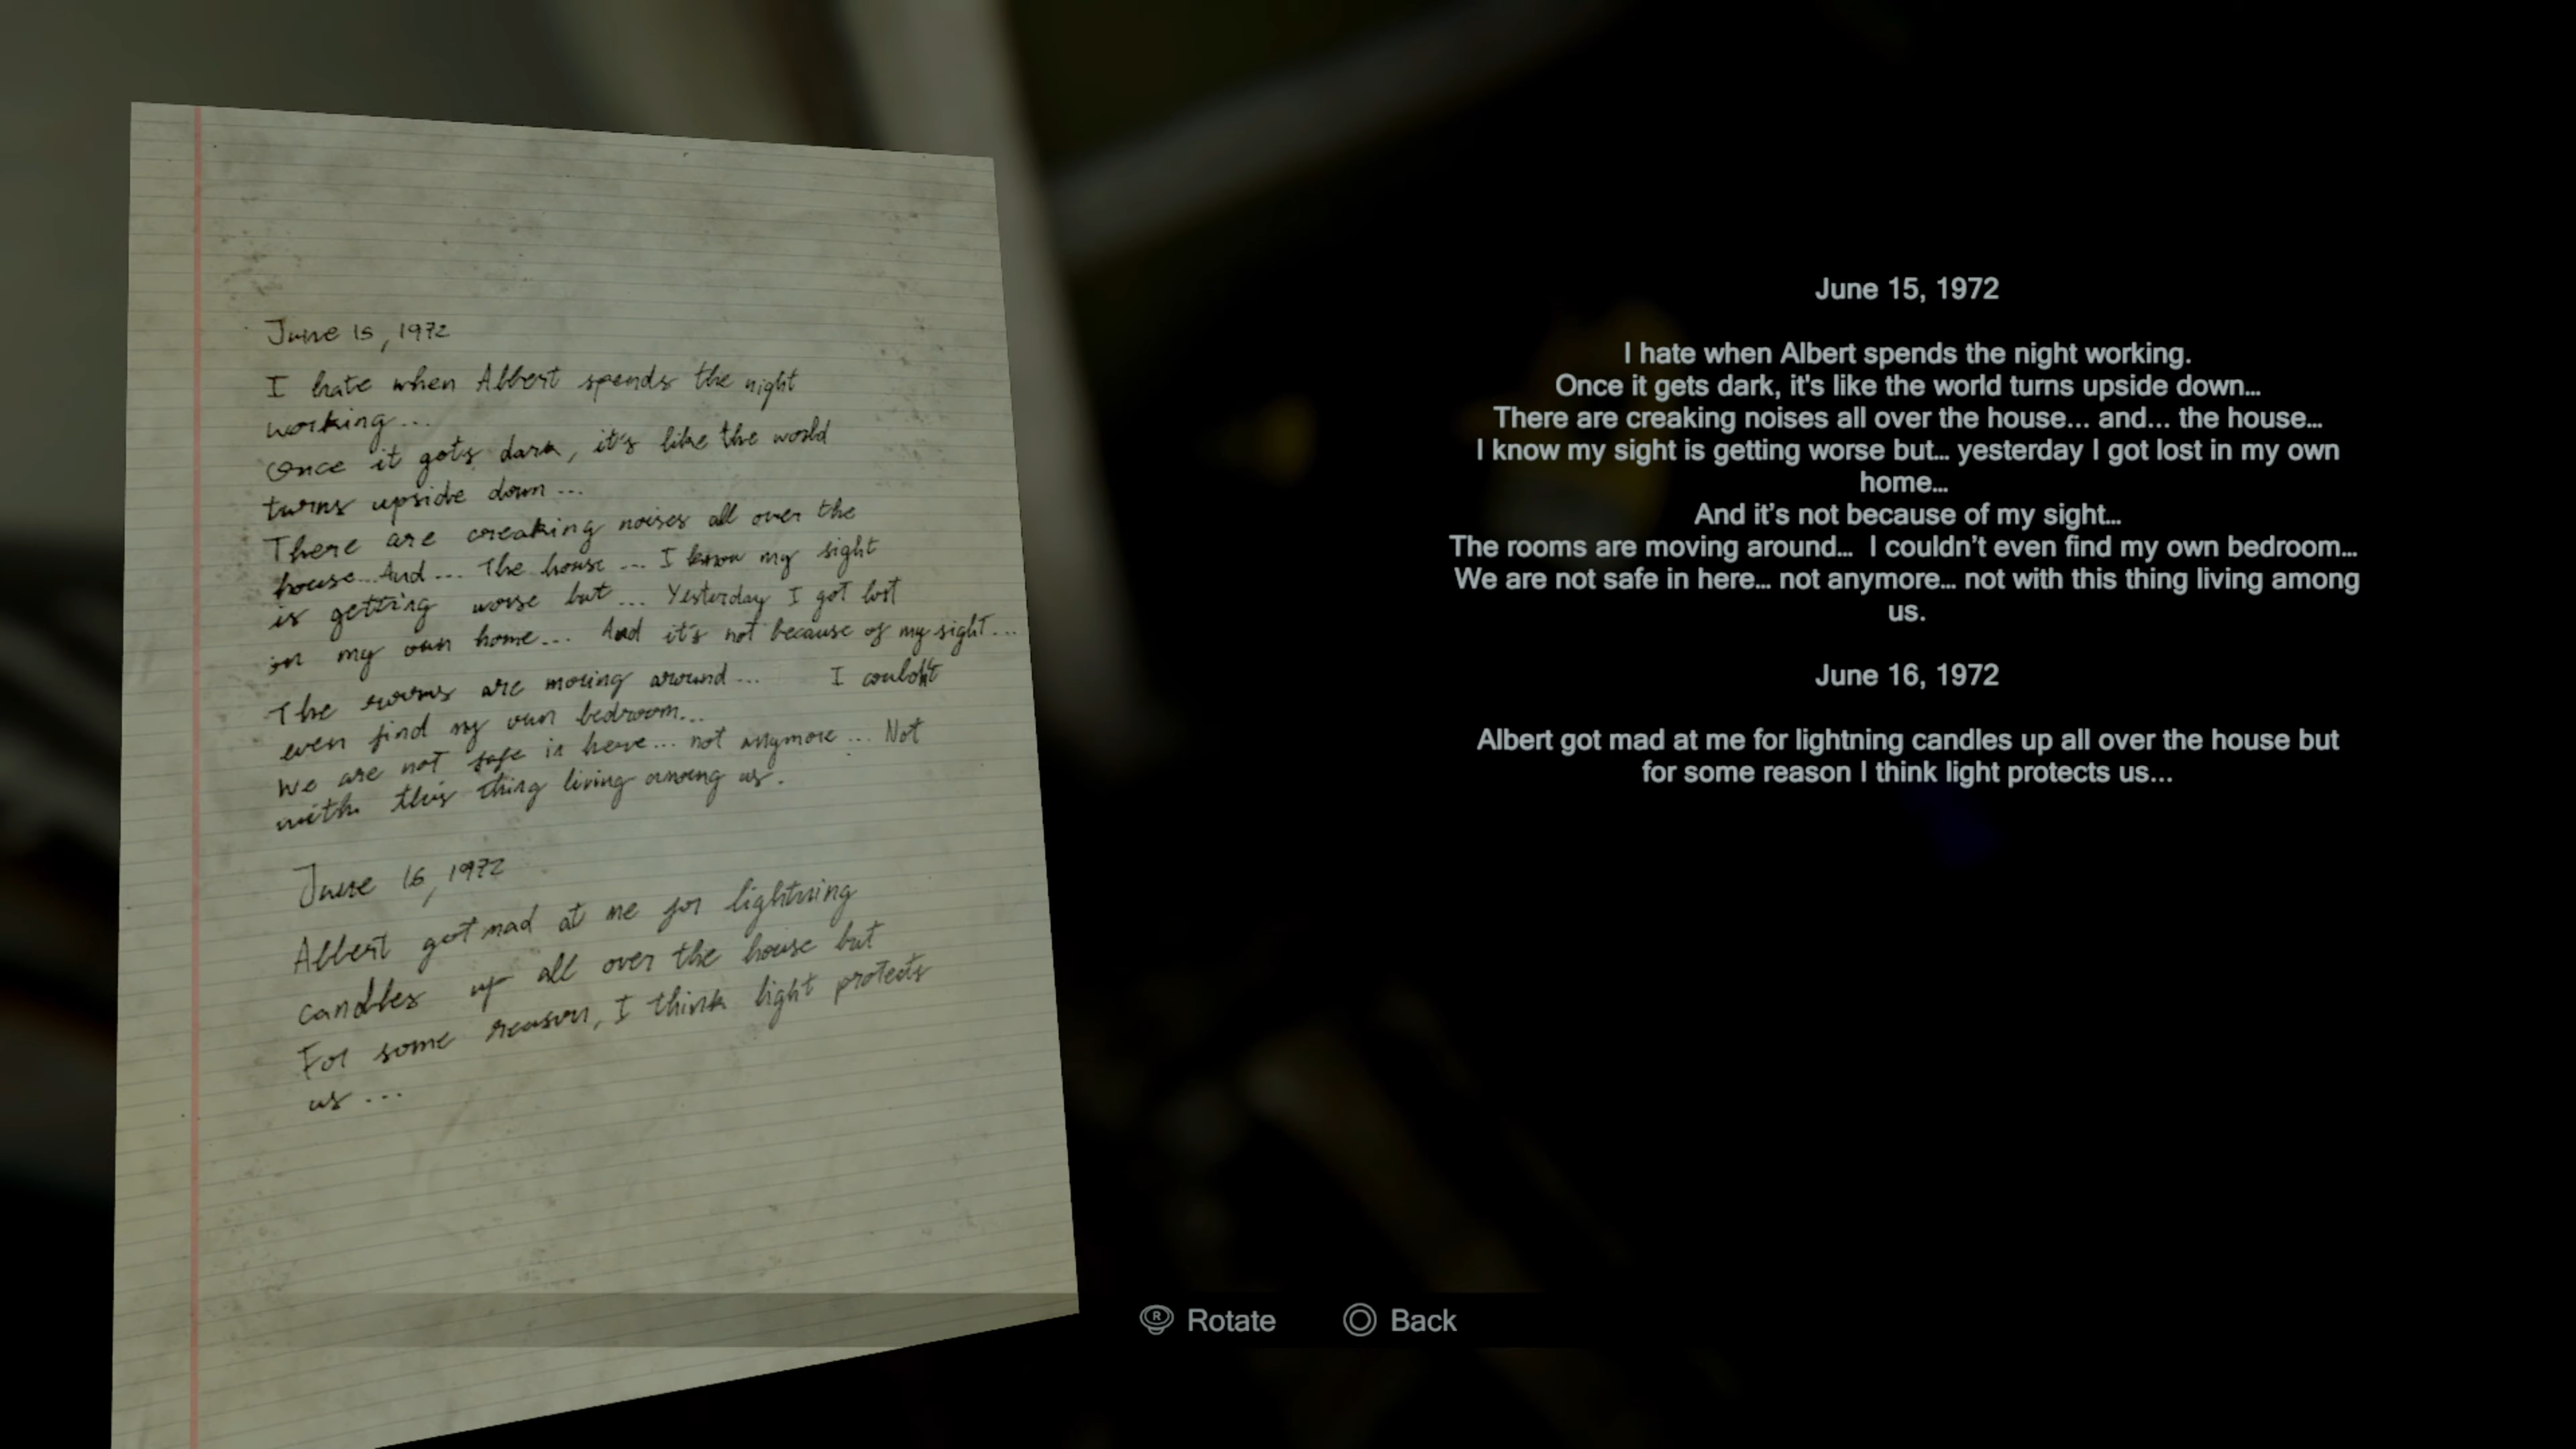 June 15, 1972
I hate when Albert spends the night
working...
Once it gets dark, it's like the world
turns upside down...
There are creaking noises all over the
house... And... The house... I know my sight
is getting worse but... Yesterday I got lost
in my own home... And it's not because of my sight...
The rooms are moving around... I couldn't
even find my own bedroom...
We are not safe in here... not anymore... Not
with this thing living among us.
June 16, 1972
Albert got mad at me for lightning
candles up all over the house but
For some reason, I think light protects
us...
June 15, 1972
I hate when Albert spends the night working.
Once it gets dark, it's like the world turns upside down...
There are creaking noises all over the house... and... the house...
I know my sight is getting worse but... yesterday I got lost in my own
home...
And it's not because of my sight...
The rooms are moving around... I couldn't even find my own bedroom...
We are not safe in here... not anymore... not with this thing living among
us.
June 16, 1972
Albert got mad at me for lightning candles up all over the house but
for some reason I think light protects us...
R Rotate
Back